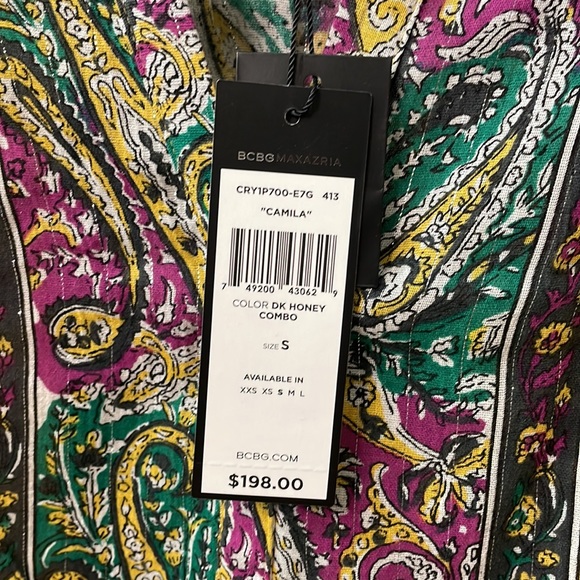 BCBGMAXAZRIA
CRY1P700-E7G 413
"CAMILA"
7 49200 43062 9
COLOR DK HONEY
COMBO
SIZE S
AVAILABLE IN
XXS XS S M L
BCBG.COM
$198.00